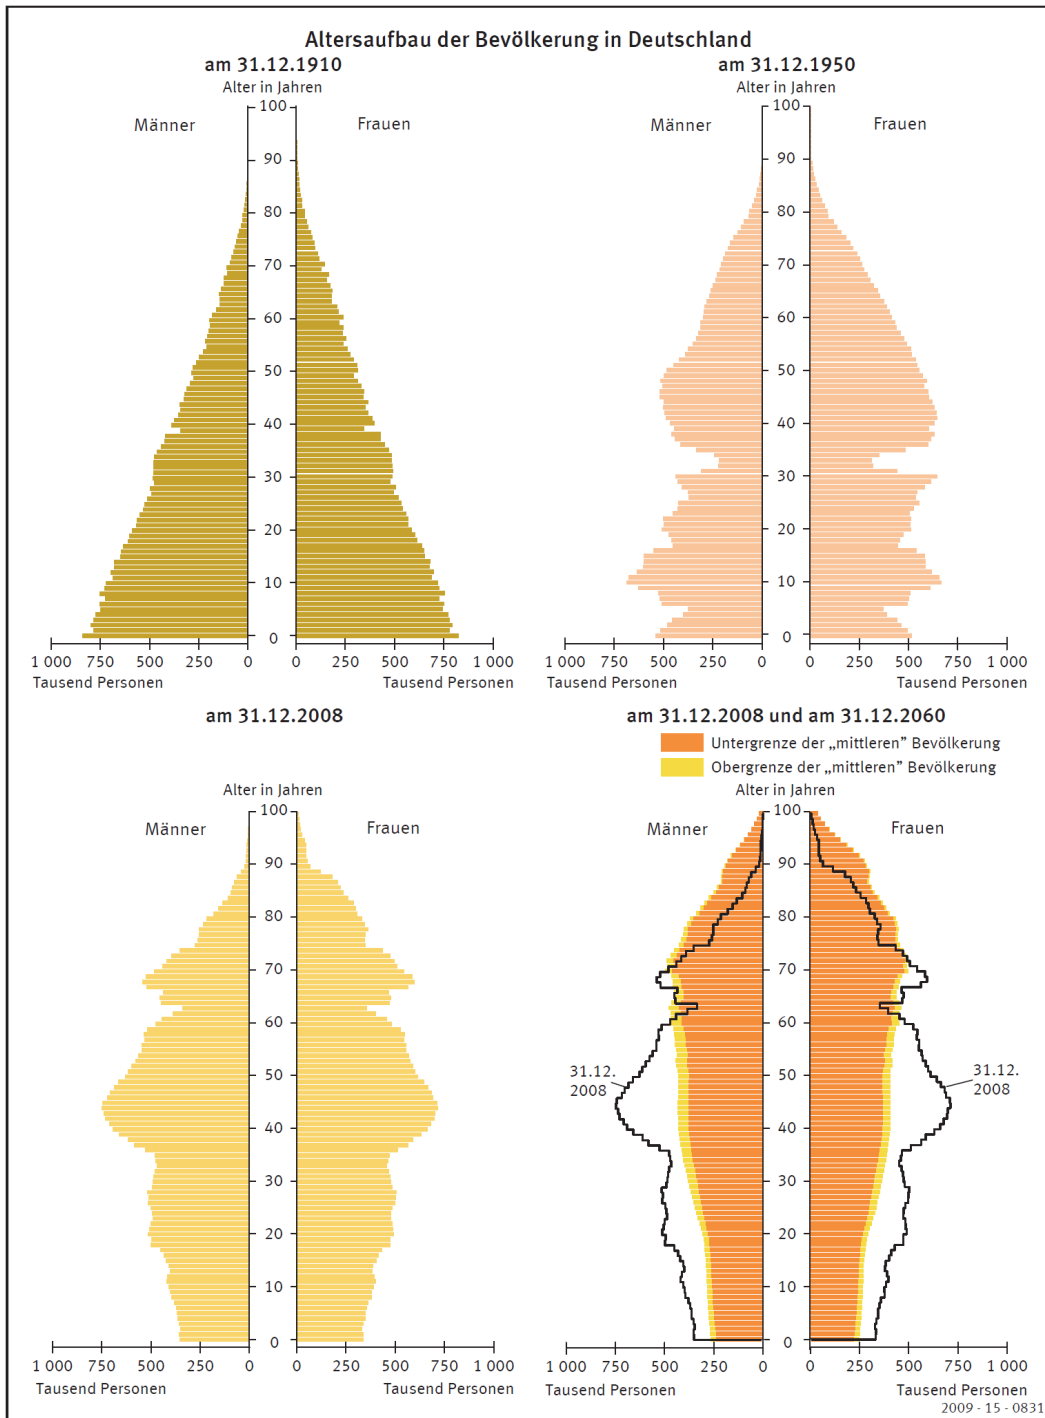 Altersaufbau der Bevölkerung in Deutschland
am 31.12.1910
Alter in Jahren
Männer
Frauen
100
90
80
70
60
50
40
30
20
10
0
1 000 750 500 250 0
0 250 500 750 1 000
Tausend Personen
Tausend Personen
am 31.12.1950
Alter in Jahren
Männer
Frauen
100
90
80
70
60
50
40
30
20
10
0
1 000 750 500 250 0
0 250 500 750 1 000
Tausend Personen
Tausend Personen
am 31.12.2008
Alter in Jahren
Männer
Frauen
100
90
80
70
60
50
40
30
20
10
0
1 000 750 500 250 0
0 250 500 750 1 000
Tausend Personen
Tausend Personen
am 31.12.2008 und am 31.12.2060
Untergrenze der „mittleren” Bevölkerung
Obergrenze der „mittleren” Bevölkerung
Alter in Jahren
Männer
Frauen
100
90
80
70
60
50
40
30
20
10
0
31.12.
2008
31.12.
2008
1 000 750 500 250 0
0 250 500 750 1 000
Tausend Personen
Tausend Personen
2009 - 15 - 0831